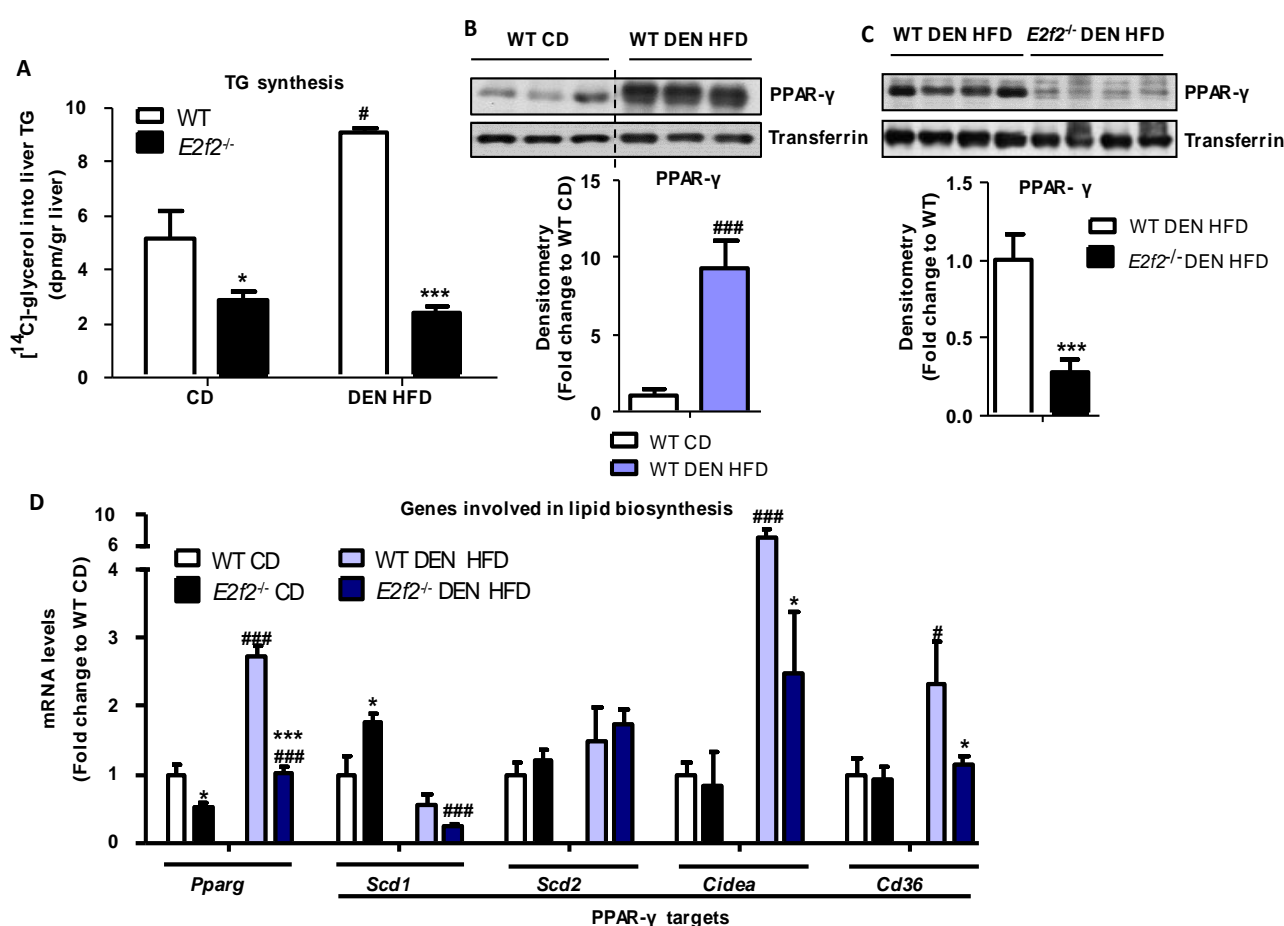 A
TG synthesis
[¹⁴C]-glycerol into liver TG
(dpm/gr liver)
10
8
6
4
2
0
WT
E2f2-/-
#
*
***
CD
DEN HFD
B
WT CD
WT DEN HFD
PPAR-γ
Transferrin
PPAR-γ
Densitometry
(Fold change to WT CD)
15
10
5
0
###
WT CD
WT DEN HFD
C
WT DEN HFD
E2f2-/- DEN HFD
PPAR-γ
Transferrin
PPAR- γ
Densitometry
(Fold change to WT)
1.5
1.0
0.5
0.0
***
WT DEN HFD
E2f2-/- DEN HFD
D
Genes involved in lipid biosynthesis
mRNA levels
(Fold change to WT CD)
10
6
4
3
2
1
0
WT CD
E2f2-/- CD
WT DEN HFD
E2f2-/- DEN HFD
*
###
***
###
*
###
###
*
#
*
Pparg
Scd1
Scd2
Cidea
Cd36
PPAR-γ targets